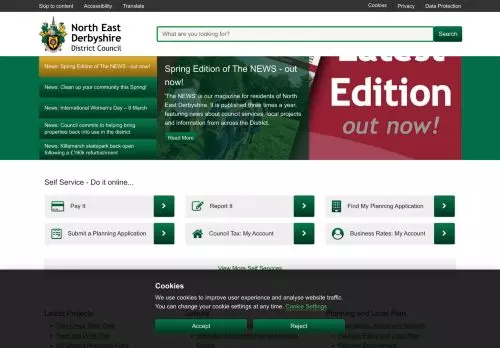 Skip to content Accessibility Translate Cookies Privacy Data Protection
North East
Derbyshire
District Council
What are you looking for? Search
News: Spring Edition of The NEWS - out now!
News: Clean up your community this Spring!
News: International Woman's Day – 8 March
News: Council commits to helping bring
properties back into use in the district
News: Killamarsh skatepark back open
following a £190k refurbishment
Spring Edition of The NEWS - out
now!
'The NEWS' is our magazine for residents of North
East Derbyshire. It is published three times a year,
featuring news about council services, local projects
and information from across the District.
Read More
Latest
Edition
out now!
Self Service - Do it online...
Pay It
Report It
Find My Planning Application
Submit a Planning Application
Council Tax: My Account
Business Rates: My Account
View More Self Services
Cookies
We use cookies to improve user experience and analyse website traffic.
You can change your cookie settings at any time. Cookie Settings
Accept Reject
Latest Projects Leisure Planning and Local Plan